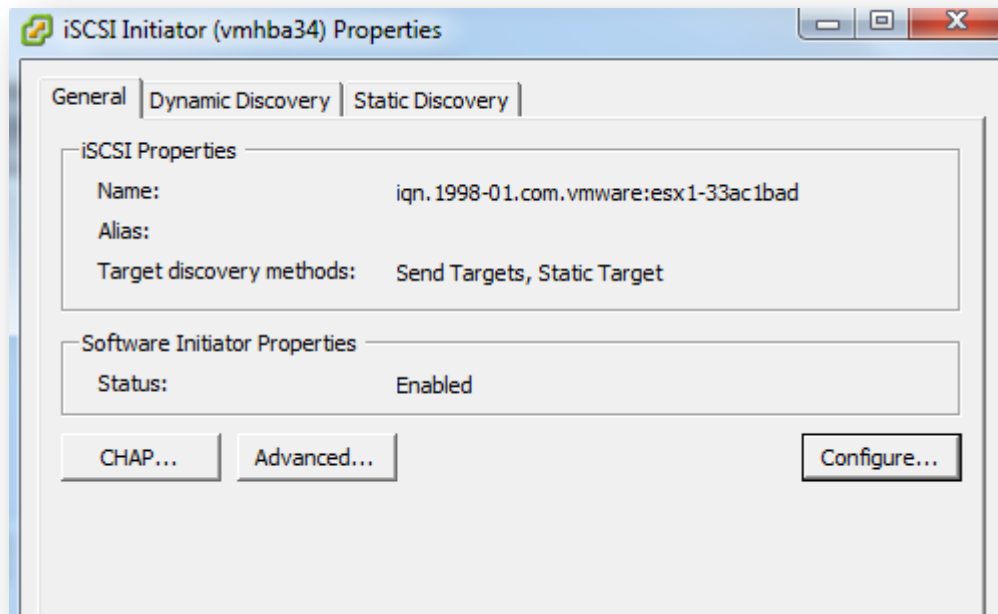 iSCSI Initiator (vmhba34) Properties
General Dynamic Discovery Static Discovery
iSCSI Properties
Name: iqn.1998-01.com.vmware:esx1-33ac1bad
Alias:
Target discovery methods: Send Targets, Static Target
Software Initiator Properties
Status: Enabled
CHAP... Advanced... Configure...